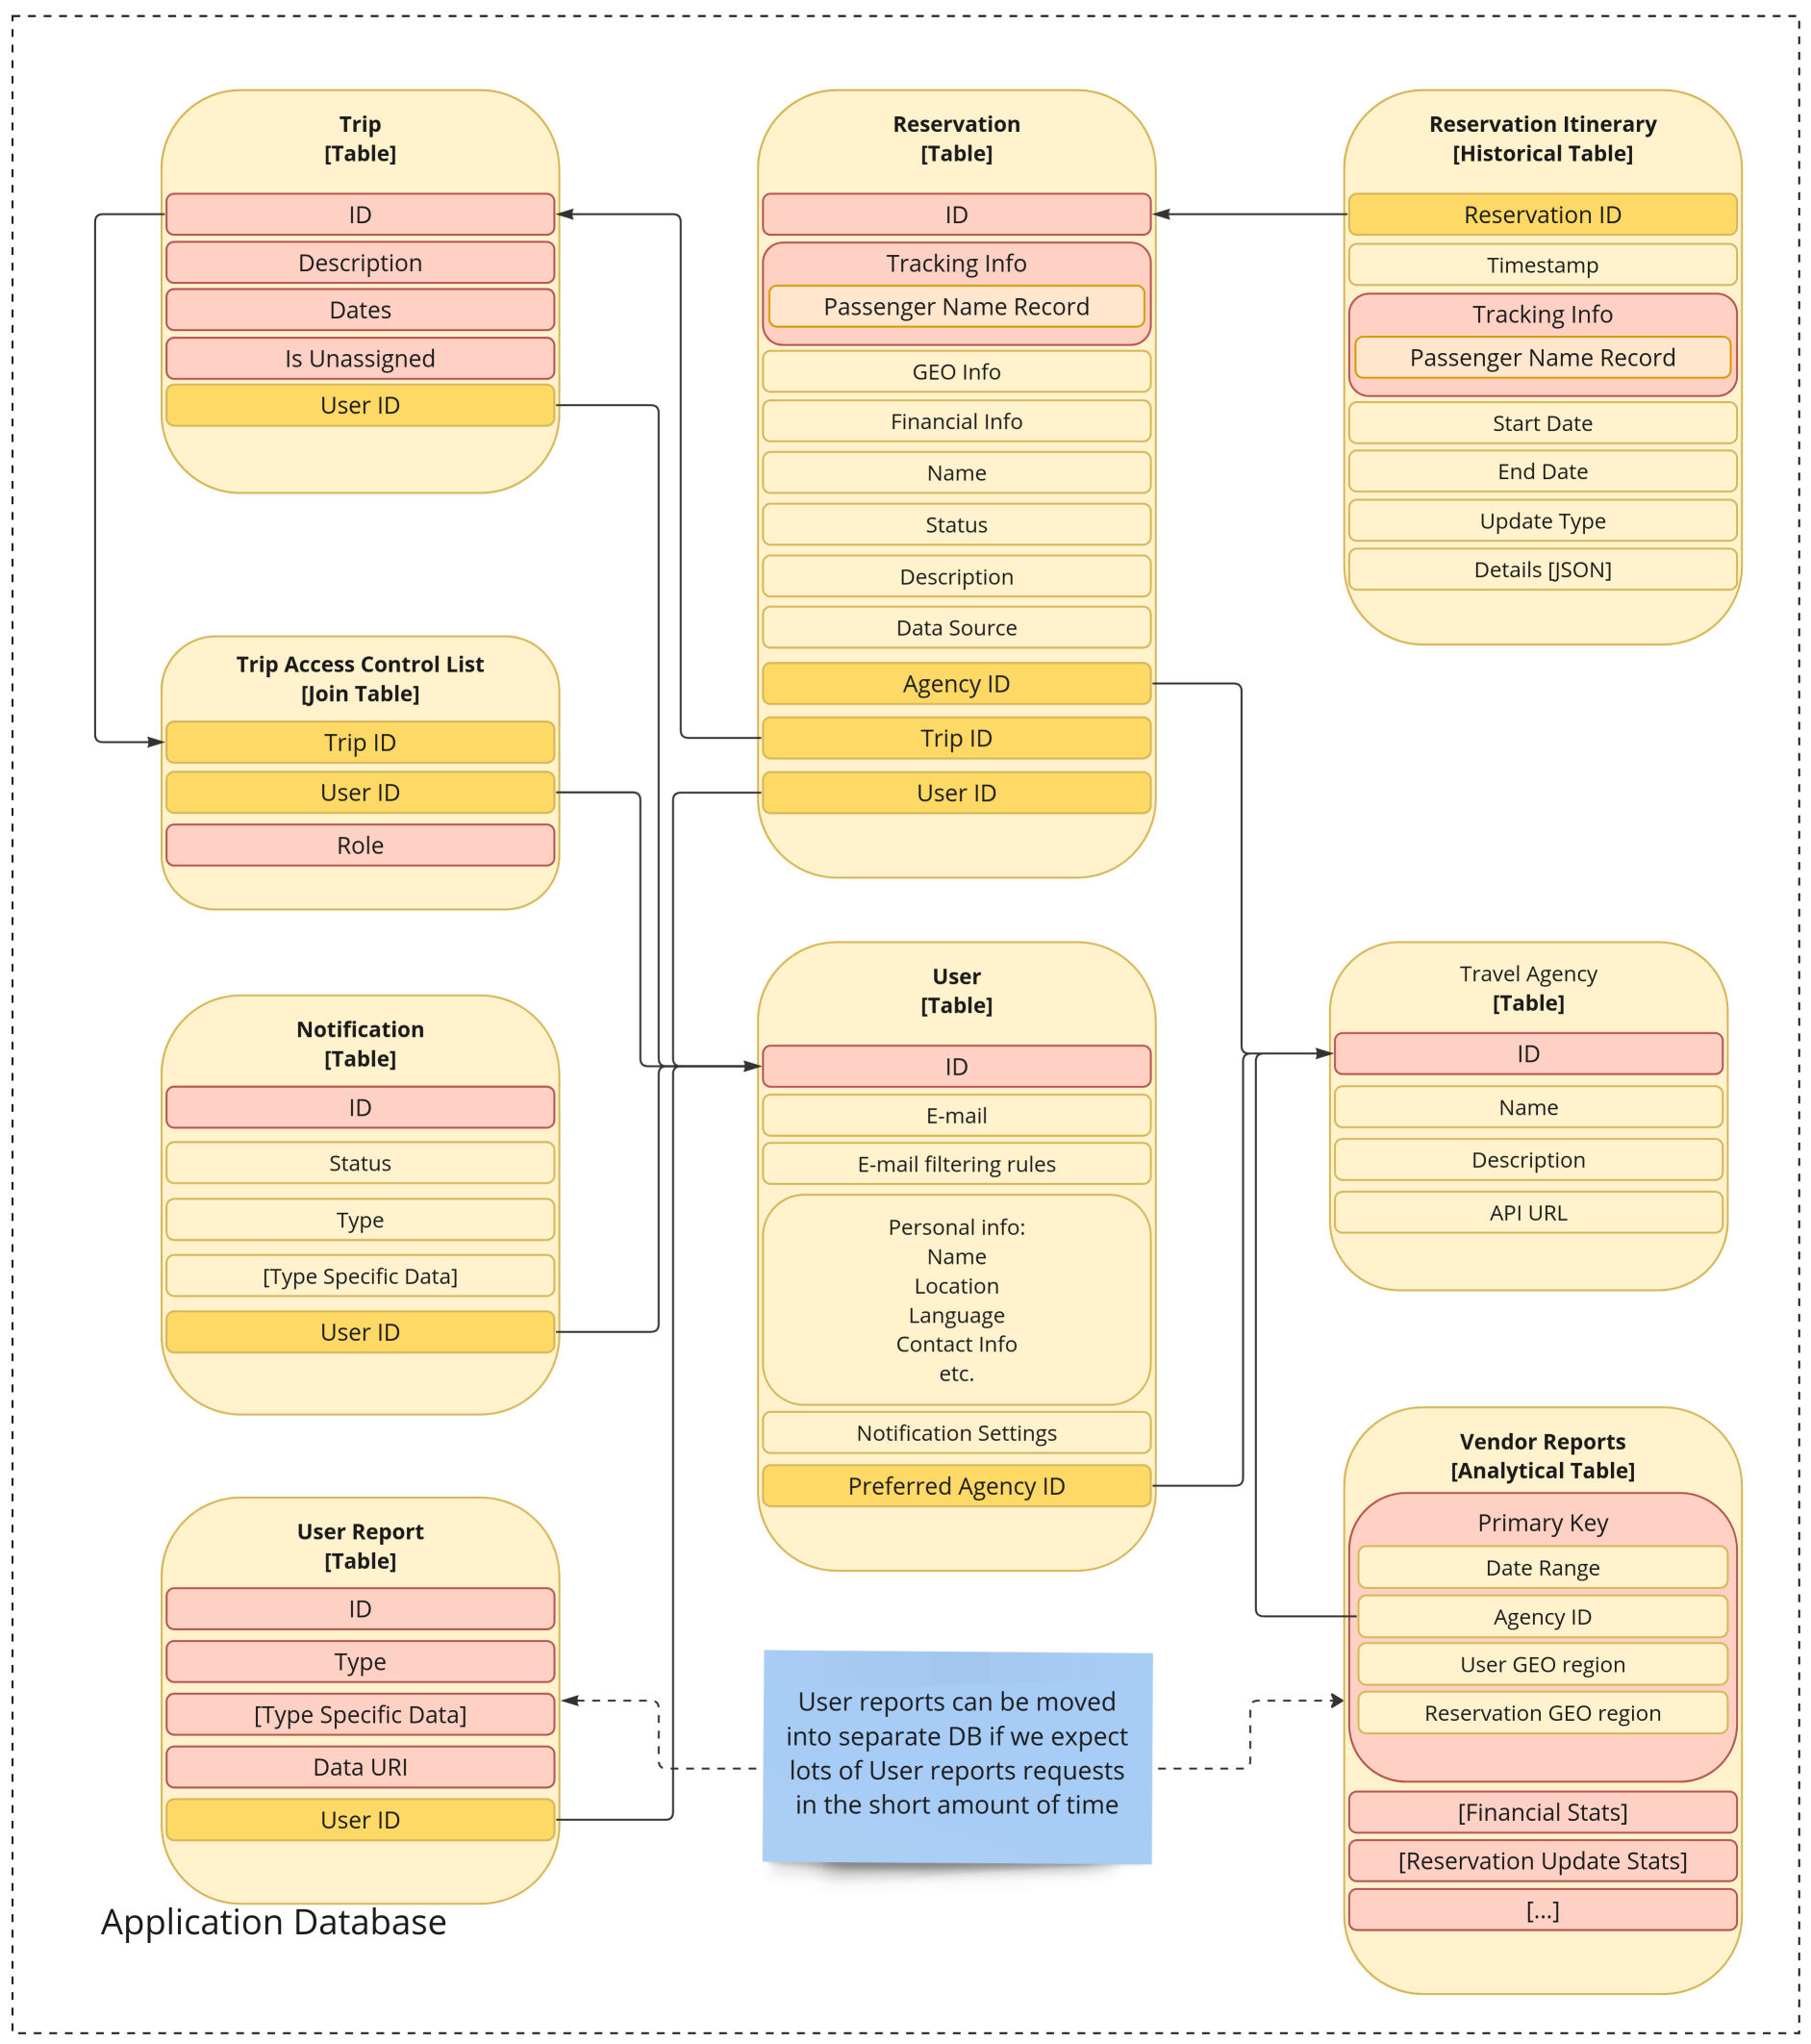 Trip
[Table]
ID
Description
Dates
Is Unassigned
User ID
Reservation
[Table]
ID
Tracking Info
Passenger Name Record
GEO Info
Financial Info
Name
Status
Description
Data Source
Agency ID
Trip ID
User ID
Reservation Itinerary
[Historical Table]
Reservation ID
Timestamp
Tracking Info
Passenger Name Record
Start Date
End Date
Update Type
Details [JSON]
Trip Access Control List
[Join Table]
Trip ID
User ID
Role
Notification
[Table]
ID
Status
Type
[Type Specific Data]
User ID
User
[Table]
ID
E-mail
E-mail filtering rules
Personal info:
Name
Location
Language
Contact Info
etc.
Notification Settings
Preferred Agency ID
Travel Agency
[Table]
ID
Name
Description
API URL
User Report
[Table]
ID
Type
[Type Specific Data]
Data URI
User ID
User reports can be moved
into separate DB if we expect
lots of User reports requests
in the short amount of time
Vendor Reports
[Analytical Table]
Primary Key
Date Range
Agency ID
User GEO region
Reservation GEO region
[Financial Stats]
[Reservation Update Stats]
[...]
Application Database